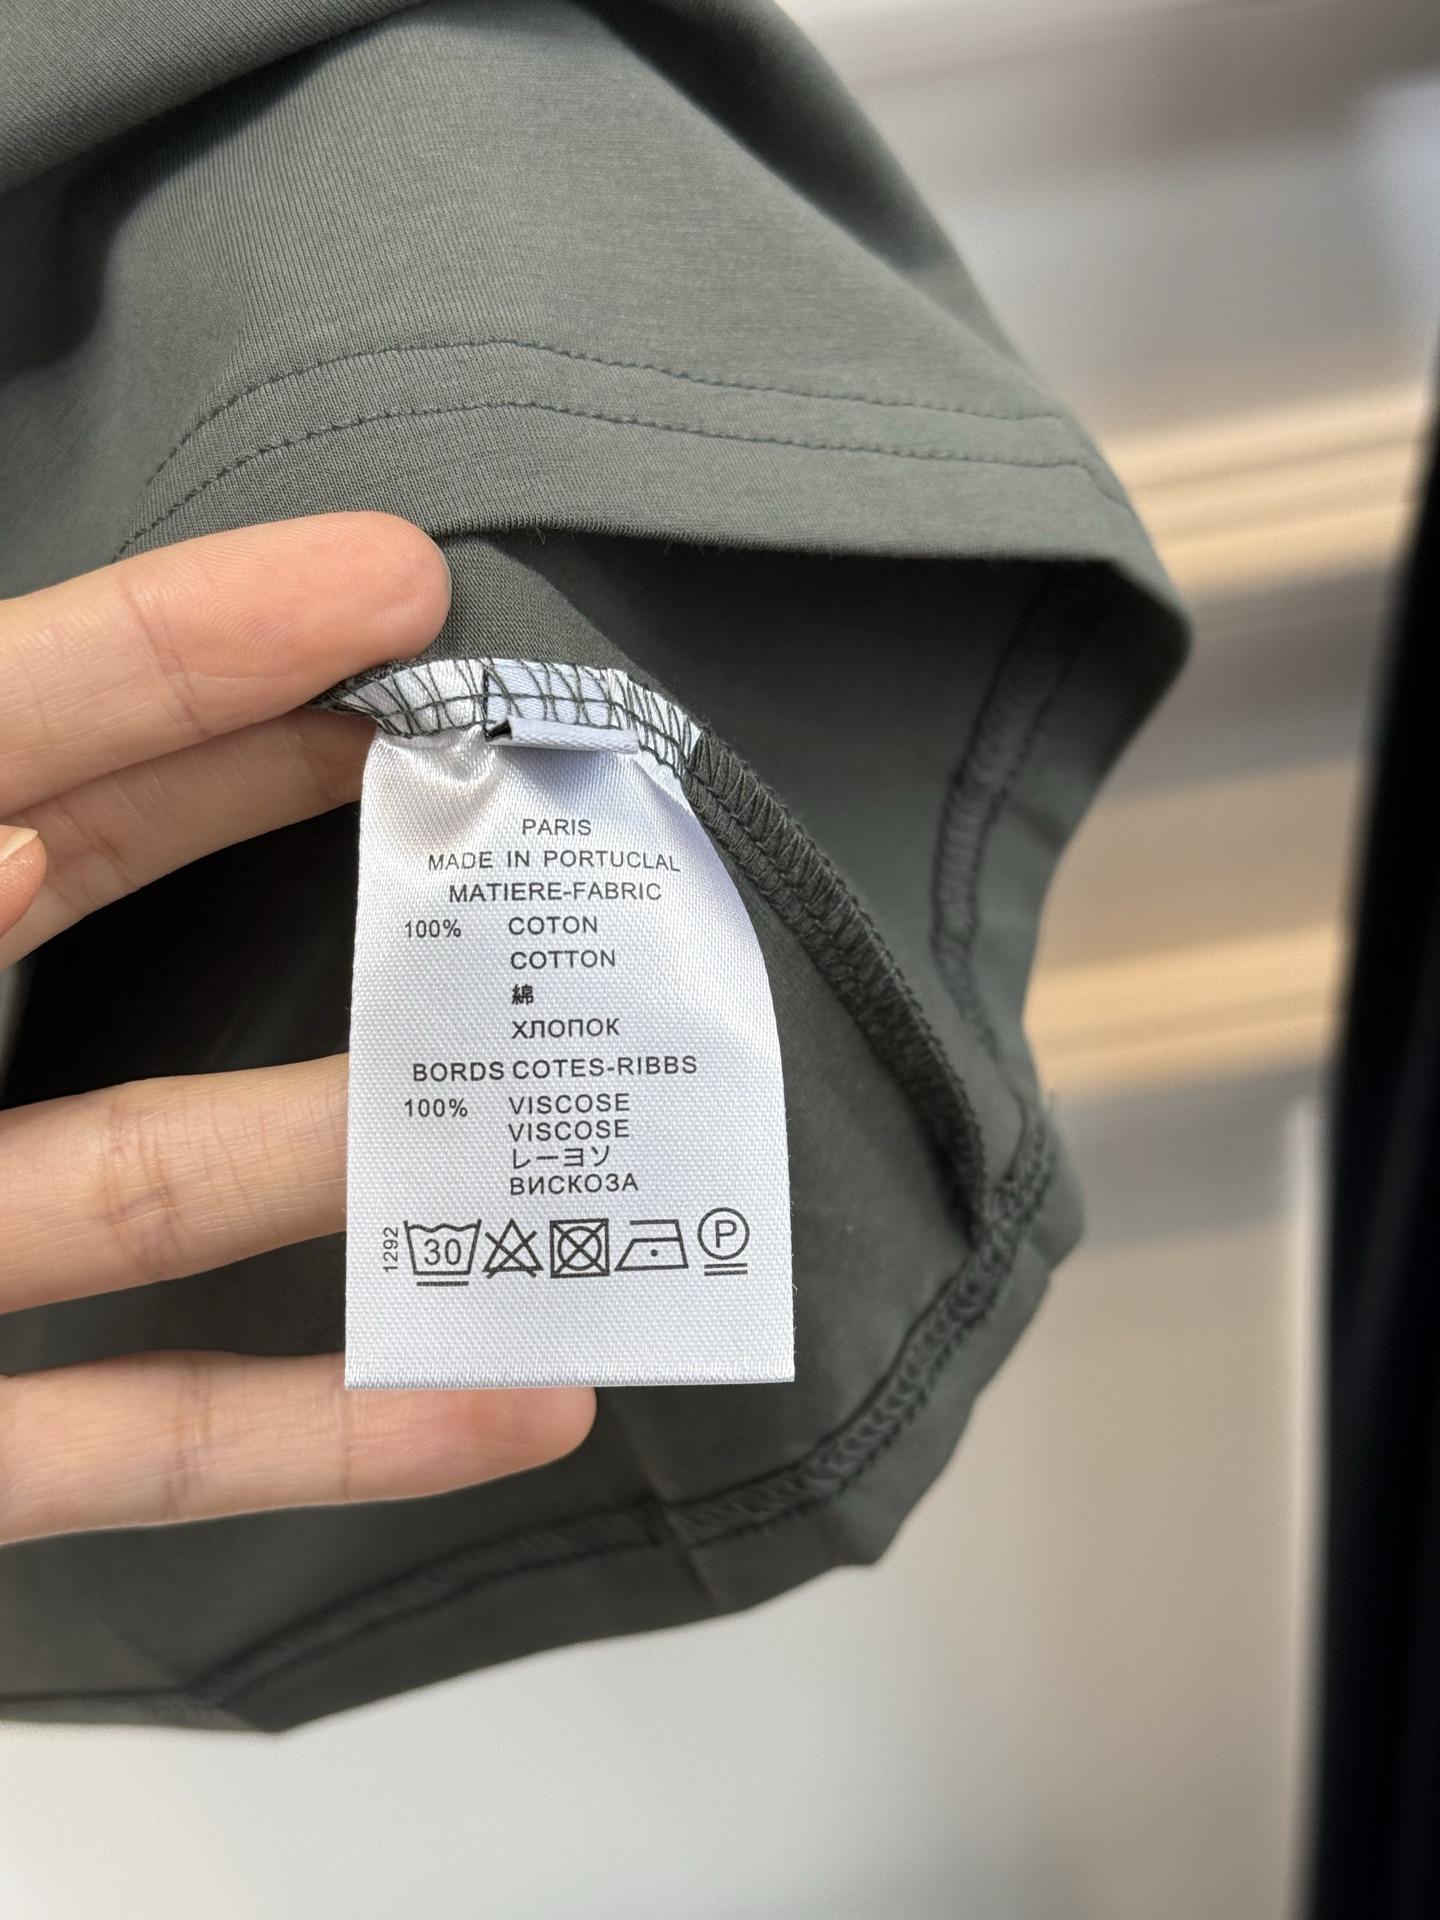 PARIS
MADE IN PORTUCLAL
MATIERE-FABRIC
100% COTON
COTTON
綿
ХЛОПОК
BORDS COTES-RIBBS
100% VISCOSE
VISCOSE
レーヨソ
ВИСКОЗА
1292
30 P